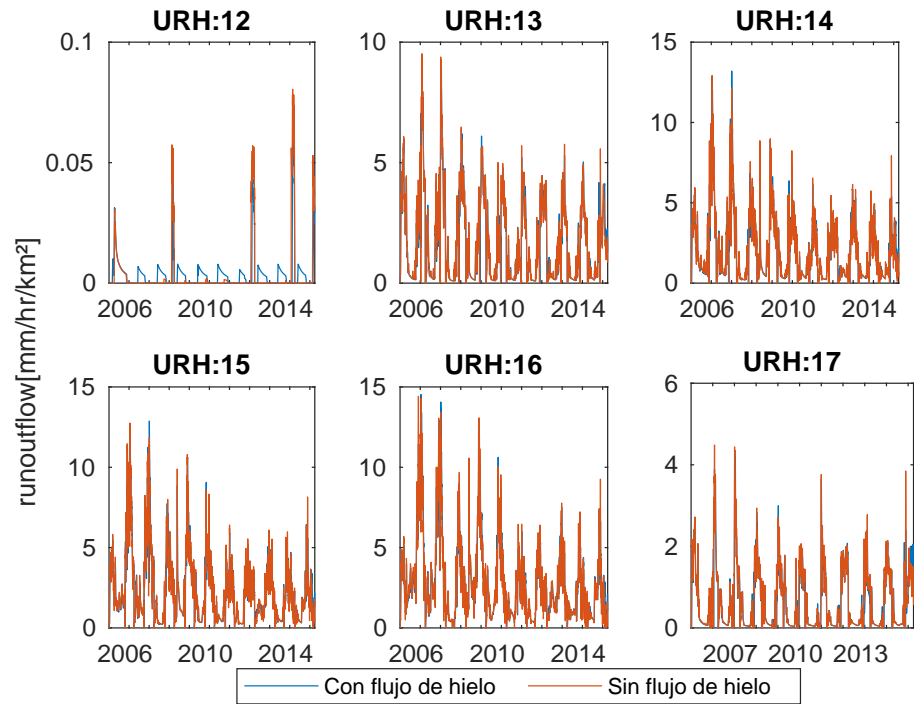 URH:12
URH:13
URH:14
0.1
0.05
0
2006 2010 2014
10
5
0
2006 2010 2014
15
10
5
0
2006 2010 2014
runoutflow[mm/hr/km²]
URH:15
URH:16
URH:17
15
10
5
0
2006 2010 2014
15
10
5
0
2006 2010 2014
6
4
2
0
2007 2010 2013
Con flujo de hielo
Sin flujo de hielo